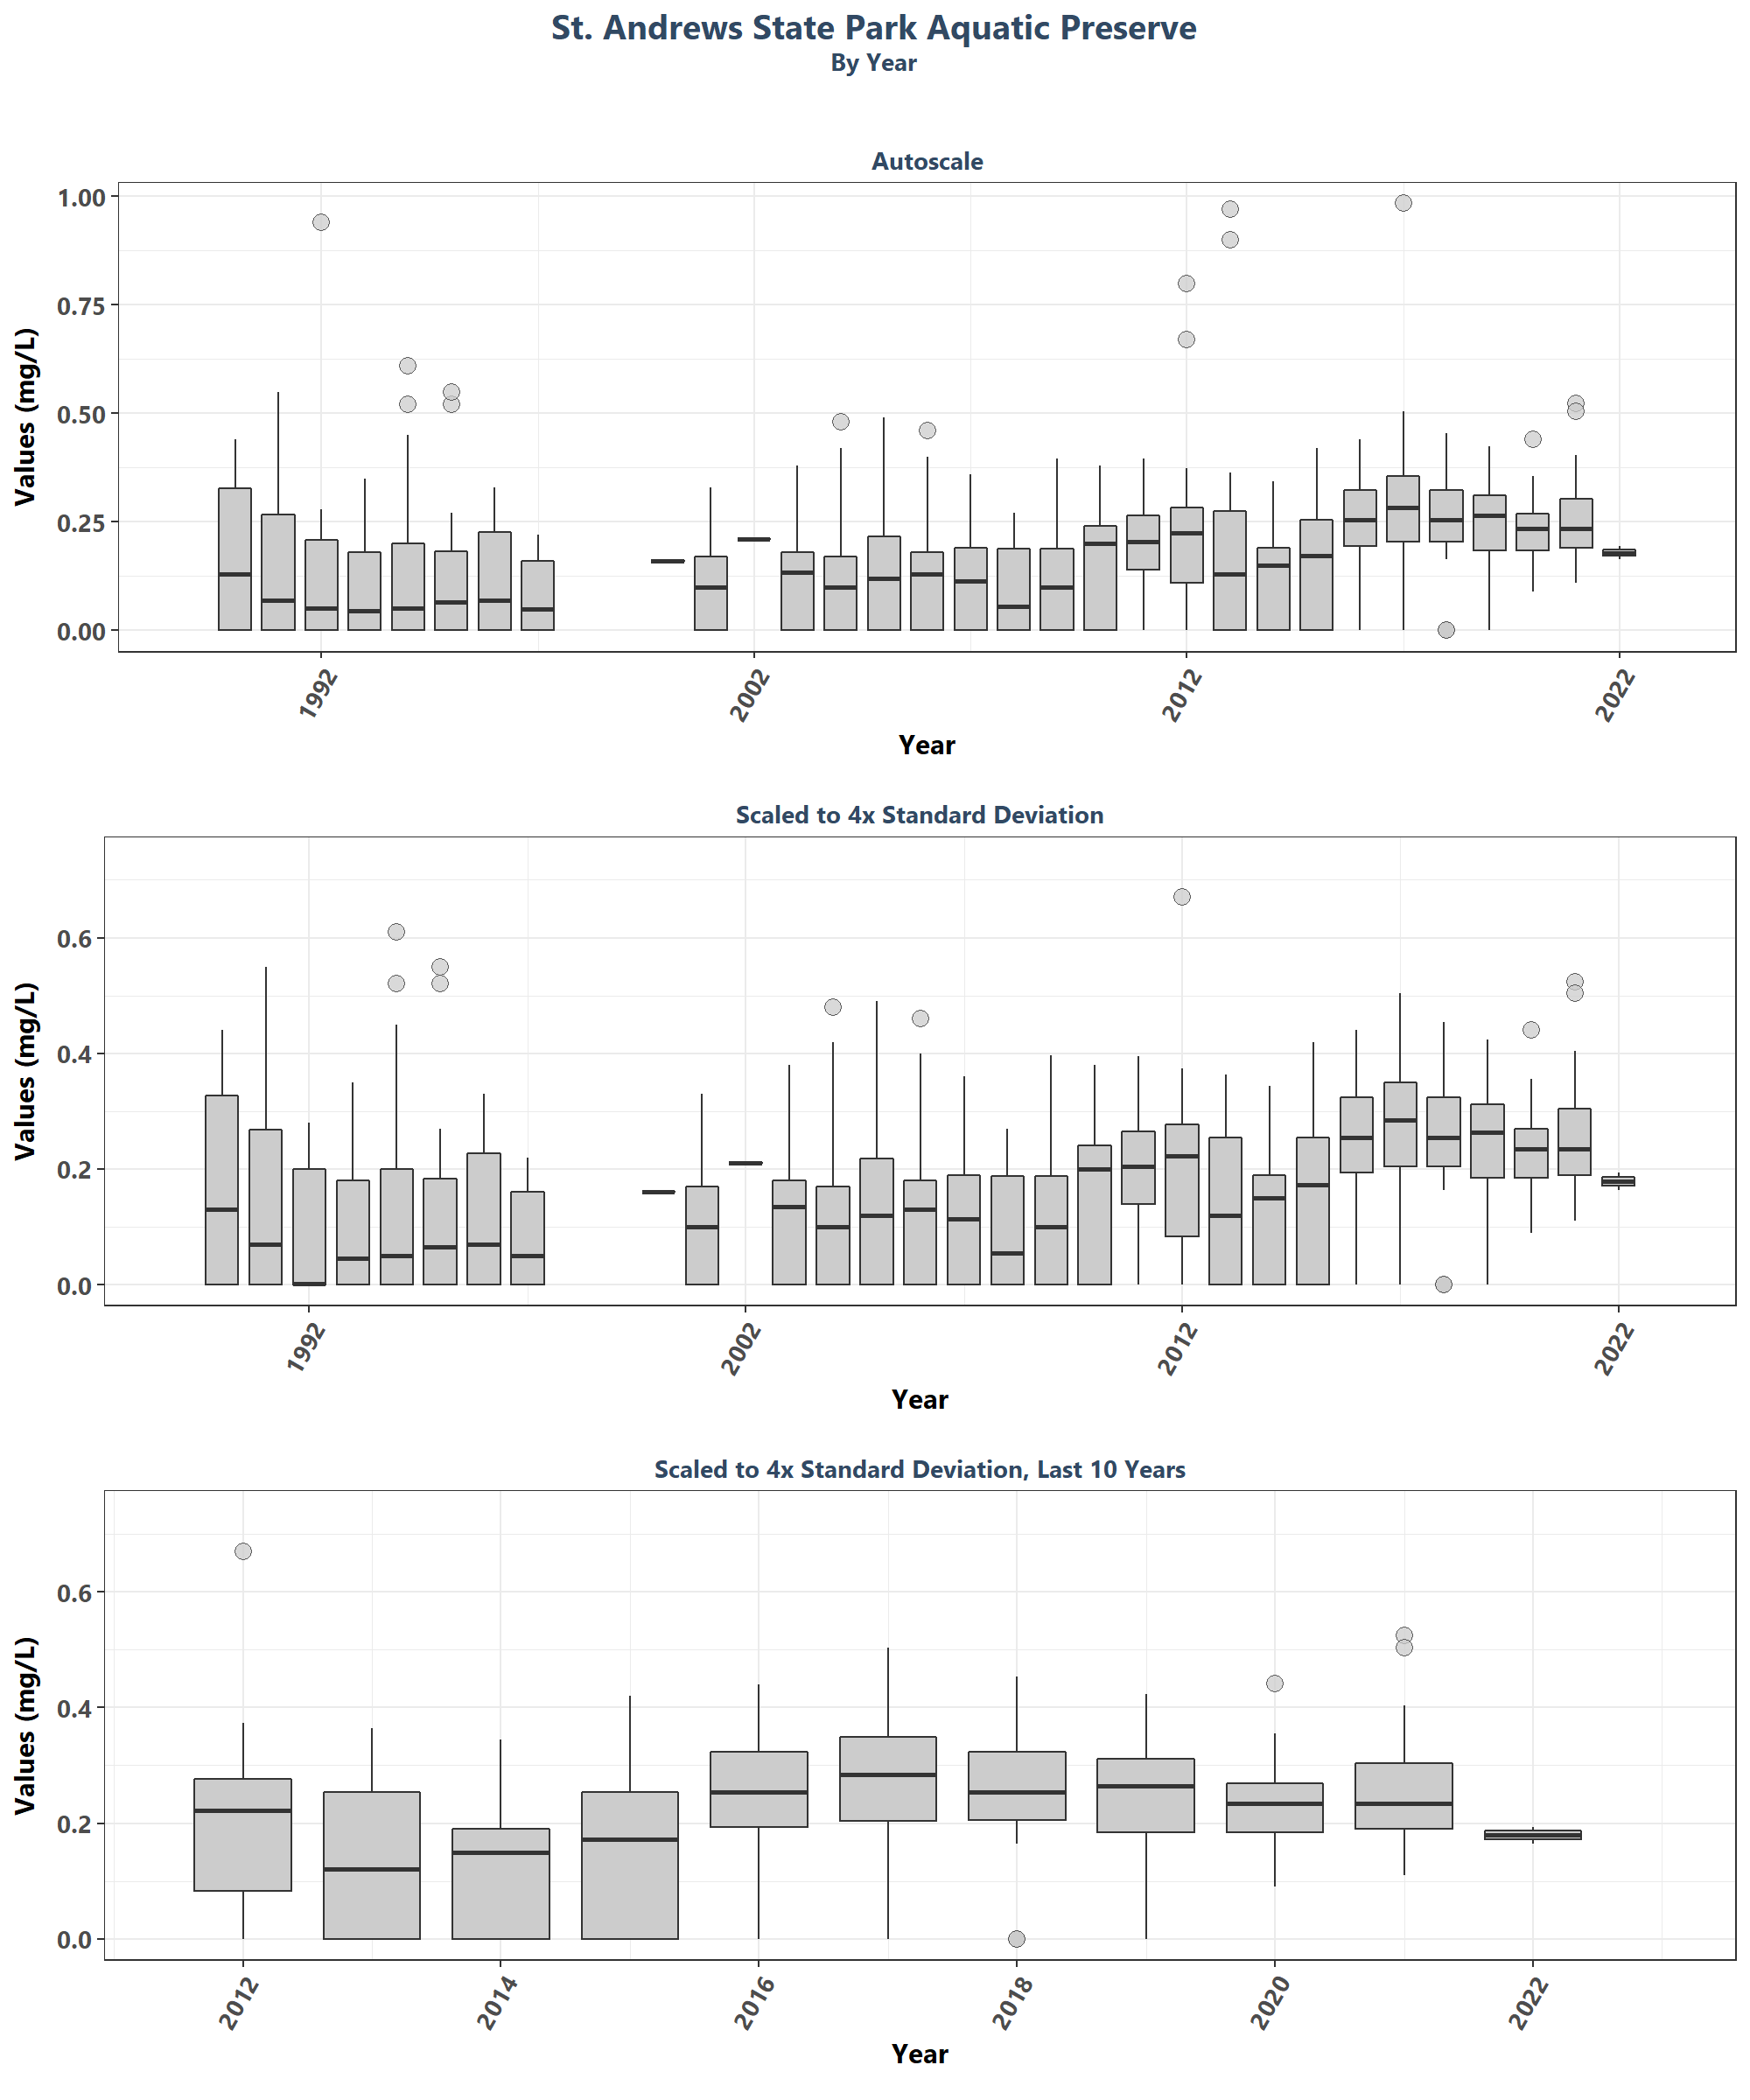 St. Andrews State Park Aquatic Preserve
By Year
Autoscale
Values (mg/L)
1.00
0.75
0.50
0.25
0.00
1992
2002
2012
2022
Year
Scaled to 4x Standard Deviation
Values (mg/L)
0.6
0.4
0.2
0.0
1992
2002
2012
2022
Year
Scaled to 4x Standard Deviation, Last 10 Years
Values (mg/L)
0.6
0.4
0.2
0.0
2012
2014
2016
2018
2020
2022
Year